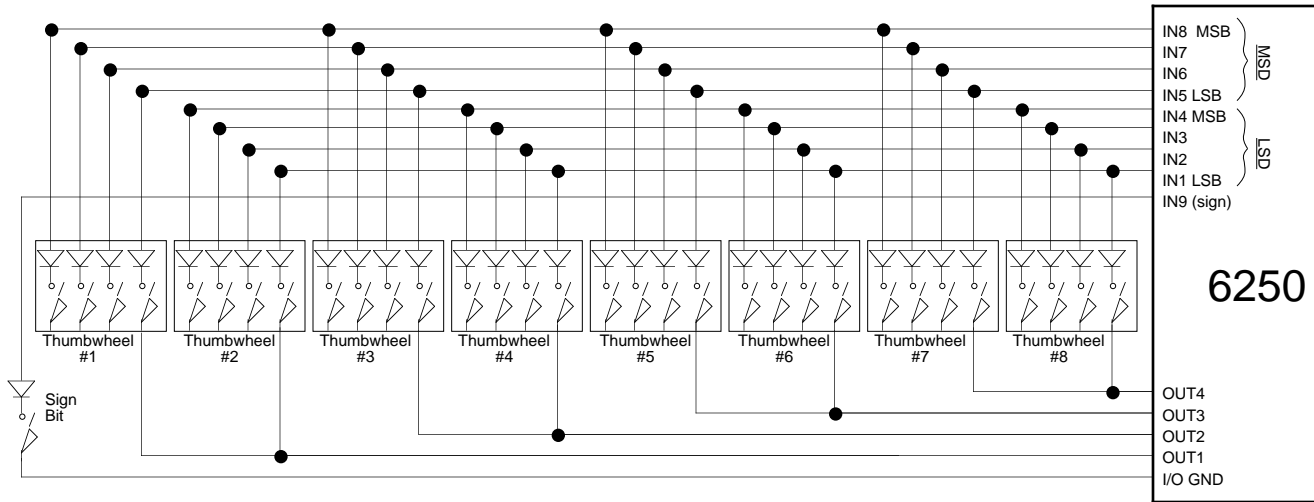 IN8 MSB
IN7
IN6
IN5 LSB
MSD
IN4 MSB
IN3
IN2
IN1 LSB
LSD
IN9 (sign)
6250
Thumbwheel
#1
Thumbwheel
#2
Thumbwheel
#3
Thumbwheel
#4
Thumbwheel
#5
Thumbwheel
#6
Thumbwheel
#7
Thumbwheel
#8
Sign
Bit
OUT4
OUT3
OUT2
OUT1
I/O GND